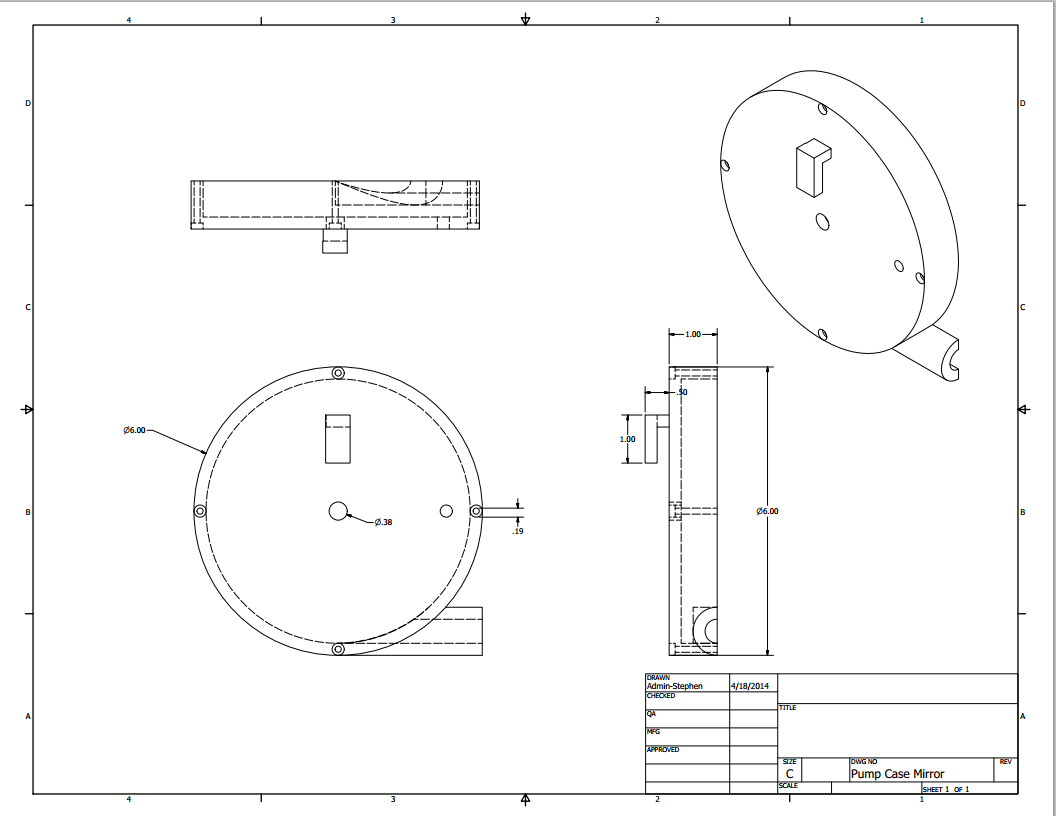 4 3 2 1
D D
C C
1.00
.50
1.00
Ø6.00
B B
Ø6.00
Ø.38
.19
A A
DRAWN
Admin-Stephen 4/18/2014
CHECKED
QA
MFG
APPROVED
TITLE
SIZE
C
DWG NO
Pump Case Mirror
REV
SCALE
SHEET 1 OF 1
4 3 2 1